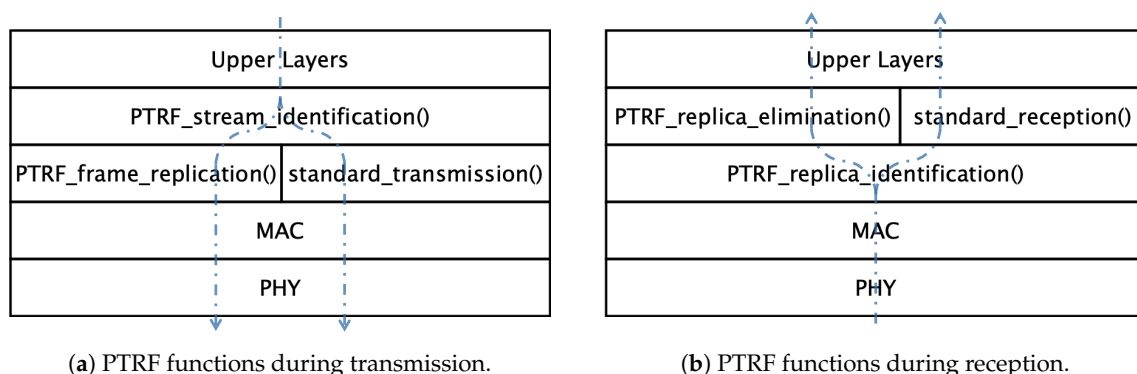 Upper Layers
PTRF_stream_identification()
PTRF_frame_replication() standard_transmission()
MAC
PHY
(a) PTRF functions during transmission.
Upper Layers
PTRF_replica_elimination() standard_reception()
PTRF_replica_identification()
MAC
PHY
(b) PTRF functions during reception.